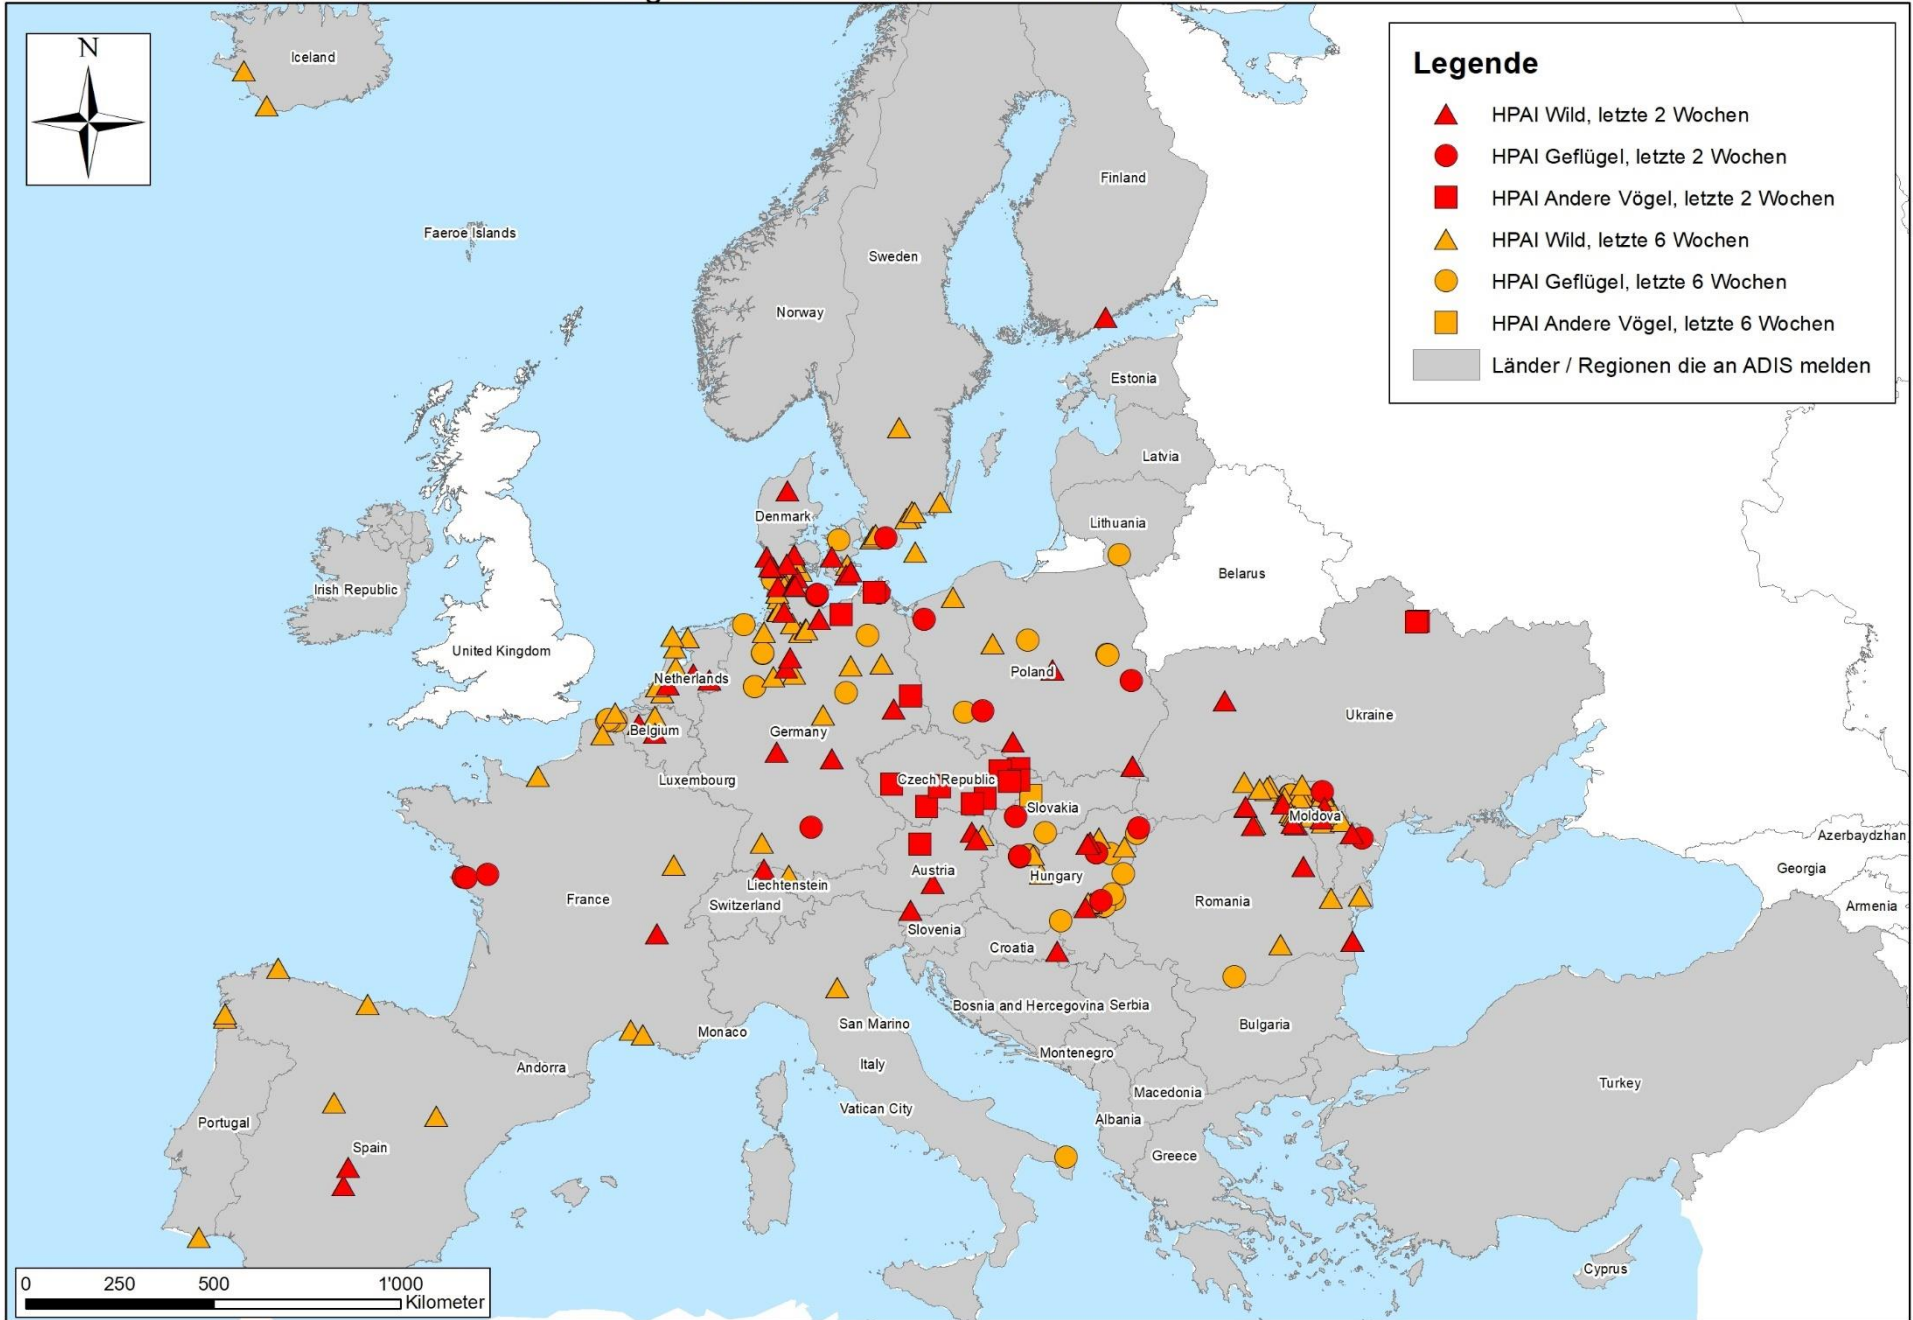 N
Legende
HPAI Wild, letzte 2 Wochen
HPAI Geflügel, letzte 2 Wochen
HPAI Andere Vögel, letzte 2 Wochen
HPAI Wild, letzte 6 Wochen
HPAI Geflügel, letzte 6 Wochen
HPAI Andere Vögel, letzte 6 Wochen
Länder / Regionen die an ADIS melden
Iceland
Finland
Faeroe Islands
Sweden
Norway
Estonia
Latvia
Denmark
Lithuania
Belarus
Irish Republic
United Kingdom
Netherlands
Poland
Ukraine
Belgium
Germany
Luxembourg
Czech Republic
Slovakia
Moldova
Azerbaydzhan
Georgia
Austria
Hungary
Liechtenstein
France
Switzerland
Romania
Armenia
Slovenia
Croatia
Bosnia and Hercegovina
Serbia
San Marino
Bulgaria
Monaco
Montenegro
Andorra
Italy
Turkey
Macedonia
Vatican City
Albania
Portugal
Spain
Greece
Cyprus
0 250 500 1'000
Kilometer